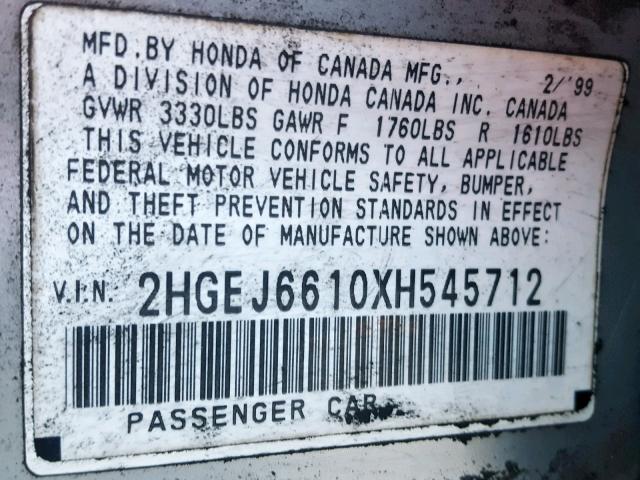 MFD. BY HONDA OF CANADA MFG., 2/'99
A DIVISION OF HONDA CANADA INC. CANADA
GVWR 3330LBS GAWR F 1760LBS R 1610LBS
THIS VEHICLE CONFORMS TO ALL APPLICABLE
FEDERAL MOTOR VEHICLE SAFETY, BUMPER,
AND THEFT PREVENTION STANDARDS IN EFFECT
ON THE DATE OF MANUFACTURE SHOWN ABOVE:
V.I.N. 2HGEJ6610XH545712
PASSENGER CAR